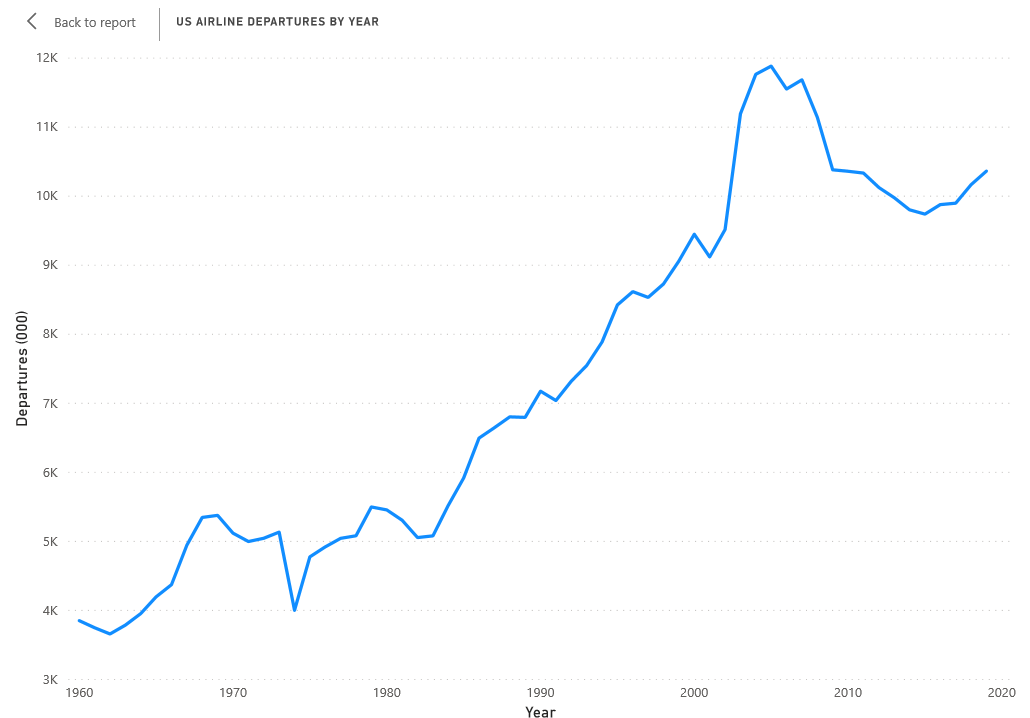 Back to report
US AIRLINE DEPARTURES BY YEAR
12K
11K
10K
9K
8K
7K
6K
5K
4K
3K
Departures (000)
1960 1970 1980 1990 2000 2010 2020
Year